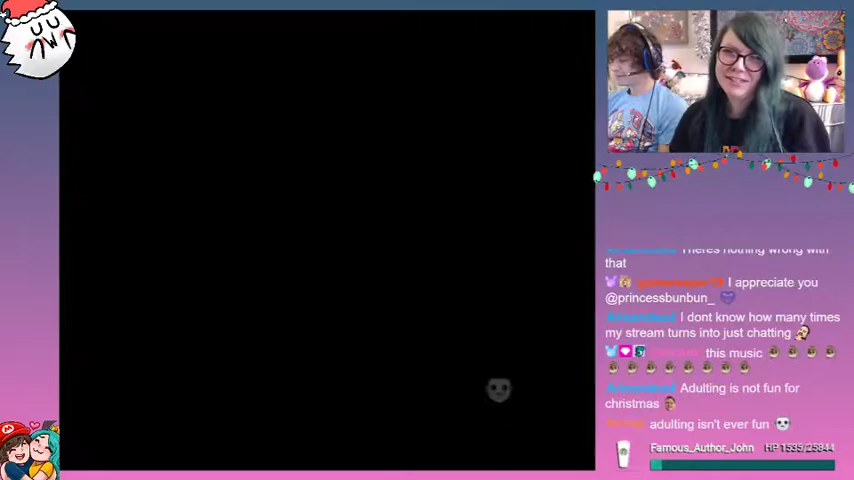 Theres nothing wrong with
that
I appreciate you
@princessbunbun_
I dont know how many times
my stream turns into just chatting
this music
Adulting is not fun for
christmas
adulting isn't ever fun
Famous_Author_John HP 1535/25844